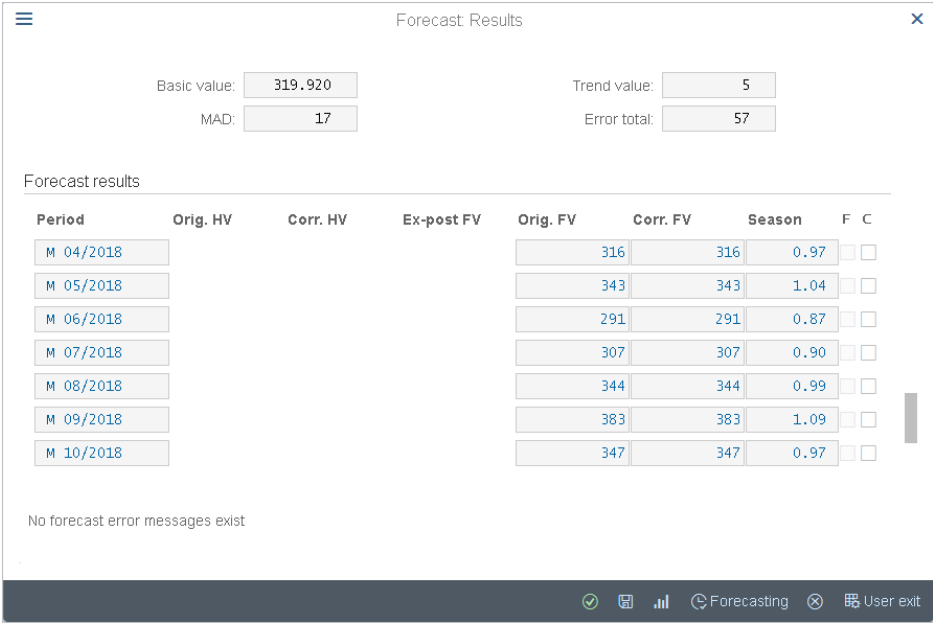 Forecast: Results
Basic value: 319.920 Trend value: 5
MAD: 17 Error total: 57
Forecast results
Period Orig. HV Corr. HV Ex-post FV Orig. FV Corr. FV Season F C
M 04/2018 316 316 0.97
M 05/2018 343 343 1.04
M 06/2018 291 291 0.87
M 07/2018 307 307 0.90
M 08/2018 344 344 0.99
M 09/2018 383 383 1.09
M 10/2018 347 347 0.97
No forecast error messages exist
Forecasting User exit